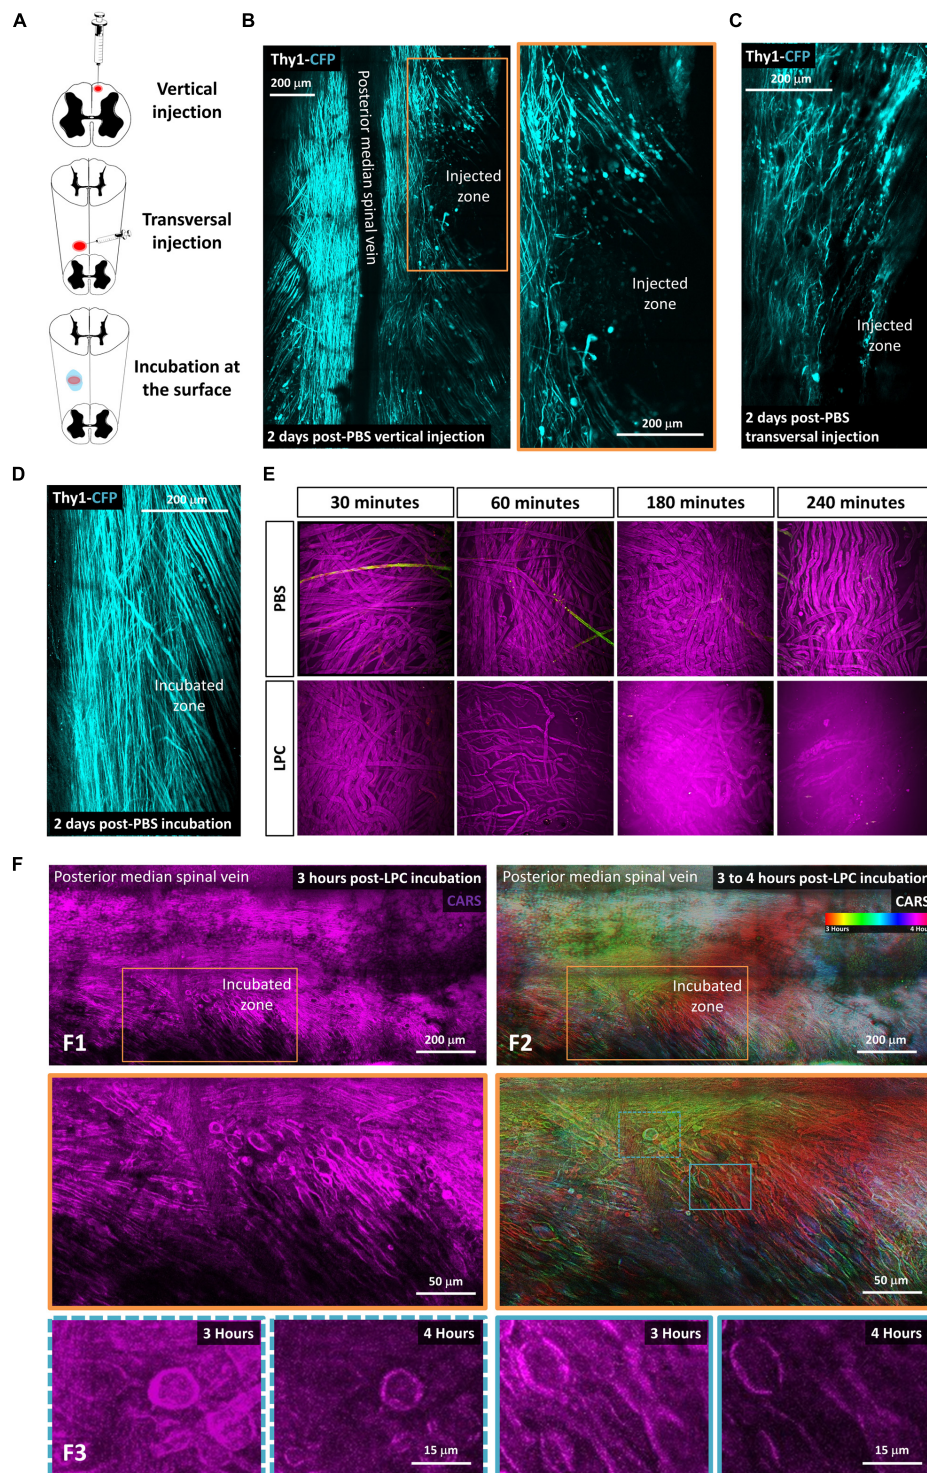 A
Vertical
injection
Transversal
injection
Incubation at
the surface
B
Thy1-CFP
200 µm
Posterior median spinal vein
Injected
zone
2 days post-PBS vertical injection
Injected
zone
200 µm
C
Thy1-CFP
200 µm
Injected
zone
2 days post-PBS
transversal injection
D
Thy1-CFP
200 µm
Incubated
zone
2 days post-PBS incubation
E
30 minutes
60 minutes
180 minutes
240 minutes
PBS
LPC
F
Posterior median spinal vein
3 hours post-LPC incubation
CARS
Incubated
zone
F1
200 µm
Posterior median spinal vein
3 to 4 hours post-LPC incubation
CARS
3 Hours
4 Hours
Incubated
zone
F2
200 µm
50 µm
50 µm
3 Hours
F3
4 Hours
15 µm
3 Hours
4 Hours
15 µm